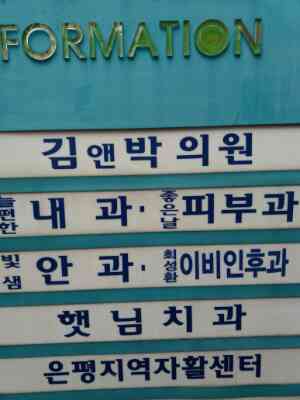 FORMATION
김앤박의원
늘편한 내과· 좋은날 피부과
빛샘 안과· 최성환 이비인후과
햇님치과
은평지역자활센터